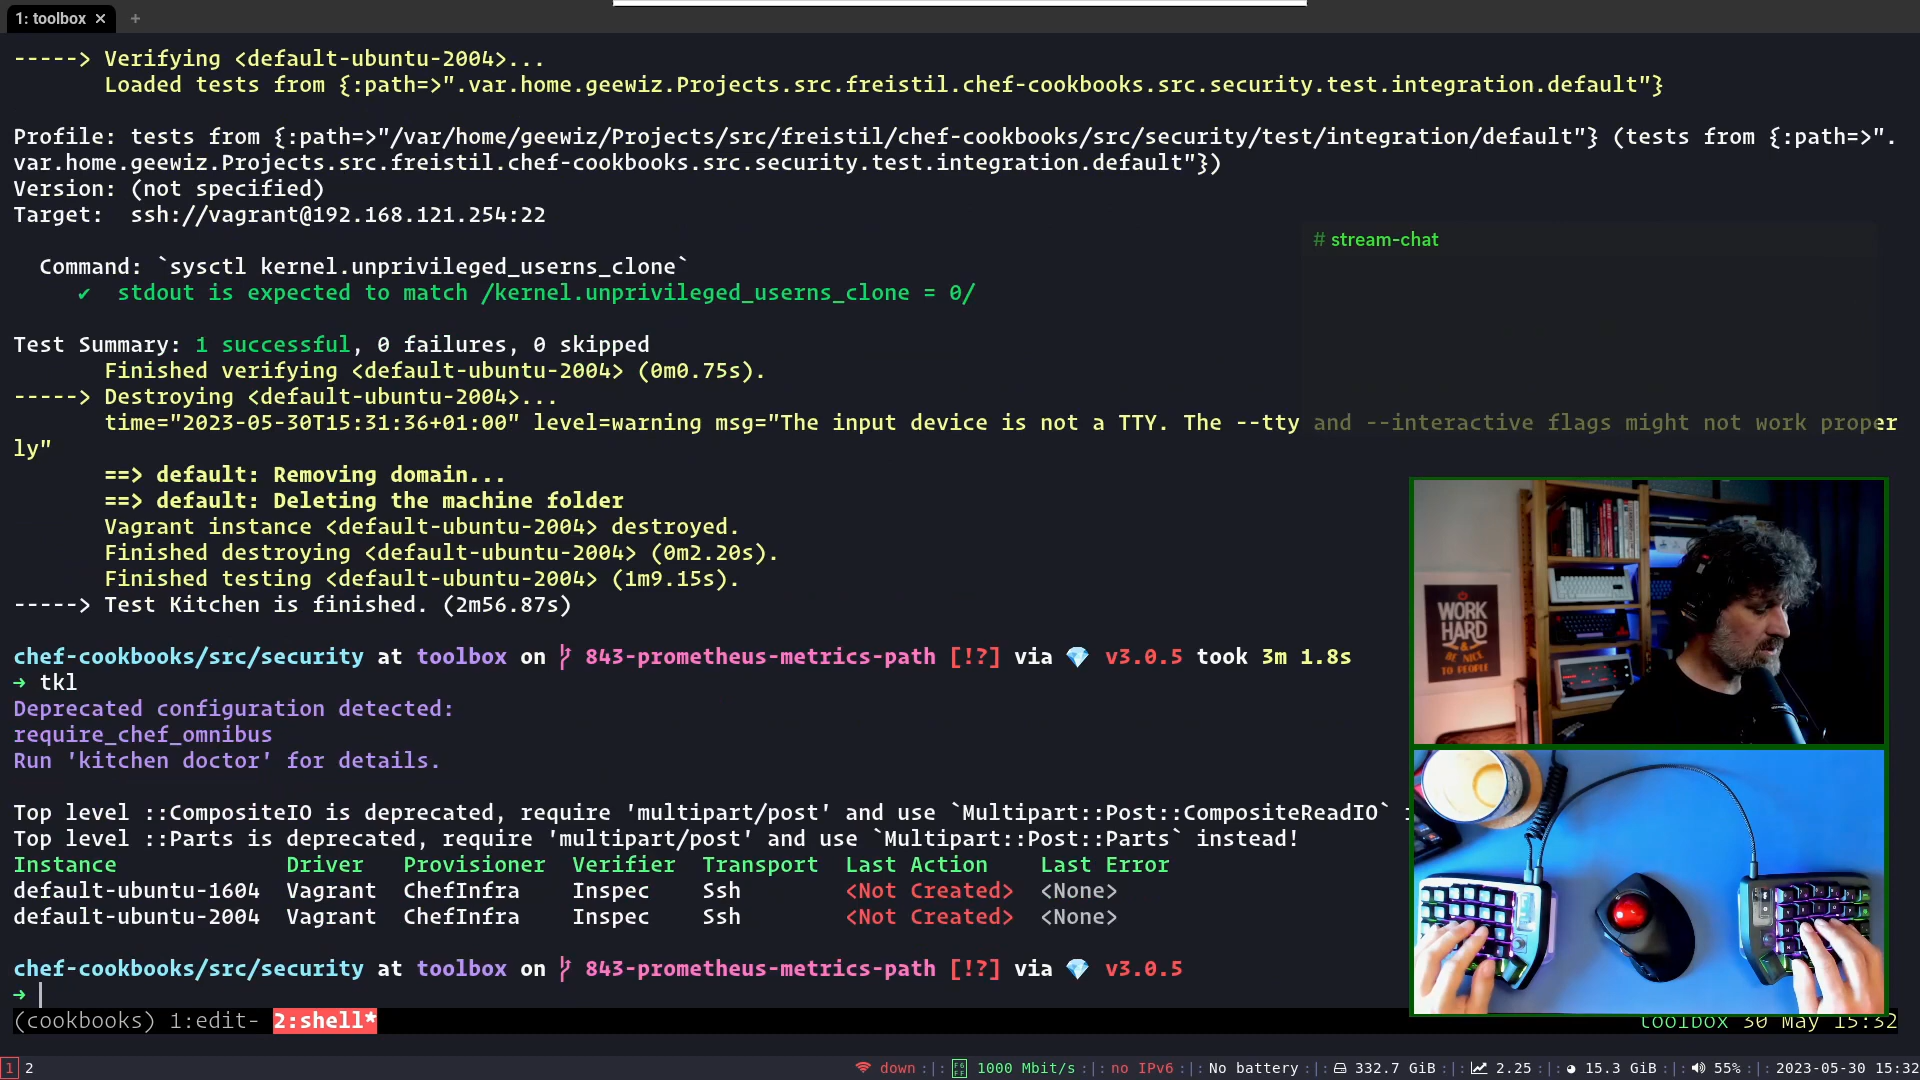 1: toolbox × +
-----> Verifying <default-ubuntu-2004>...
Loaded tests from {:path=>".var.home.geewiz.Projects.src.freistil.chef-cookbooks.src.security.test.integration.default"}
Profile: tests from {:path=>"/var/home/geewiz/Projects/src/freistil/chef-cookbooks/src/security/test/integration/default"} (tests from {:path=>".
var.home.geewiz.Projects.src.freistil.chef-cookbooks.src.security.test.integration.default"})
Version: (not specified)
Target:  ssh://vagrant@192.168.121.254:22
# stream-chat
Command: `sysctl kernel.unprivileged_userns_clone`
✔  stdout is expected to match /kernel.unprivileged_userns_clone = 0/
Test Summary: 1 successful, 0 failures, 0 skipped
Finished verifying <default-ubuntu-2004> (0m0.75s).
-----> Destroying <default-ubuntu-2004>...
time="2023-05-30T15:31:36+01:00" level=warning msg="The input device is not a TTY. The --tty and --interactive flags might not work proper
ly"
==> default: Removing domain...
==> default: Deleting the machine folder
Vagrant instance <default-ubuntu-2004> destroyed.
Finished destroying <default-ubuntu-2004> (0m2.20s).
Finished testing <default-ubuntu-2004> (1m9.15s).
-----> Test Kitchen is finished. (2m56.87s)
WORK
HARD
& BE NICE
TO PEOPLE
chef-cookbooks/src/security at toolbox on 843-prometheus-metrics-path [!?] via 💎 v3.0.5 took 3m 1.8s
→ tkl
Deprecated configuration detected:
require_chef_omnibus
Run 'kitchen doctor' for details.
Top level ::CompositeIO is deprecated, require 'multipart/post' and use `Multipart::Post::CompositeReadIO`
Top level ::Parts is deprecated, require 'multipart/post' and use `Multipart::Post::Parts` instead!
Instance Driver Provisioner Verifier Transport Last Action Last Error
default-ubuntu-1604 Vagrant ChefInfra Inspec Ssh <Not Created> <None>
default-ubuntu-2004 Vagrant ChefInfra Inspec Ssh <Not Created> <None>
chef-cookbooks/src/security at toolbox on 843-prometheus-metrics-path [!?] via 💎 v3.0.5
→
(cookbooks) 1:edit- 2:shell* toolbox 30 May 15:32
1 2 down :|: 1000 Mbit/s :|: no IPv6 :|: No battery :|: 332.7 GiB :|: 2.25 :|: 15.3 GiB :|: 55% :|: 2023-05-30 15:32